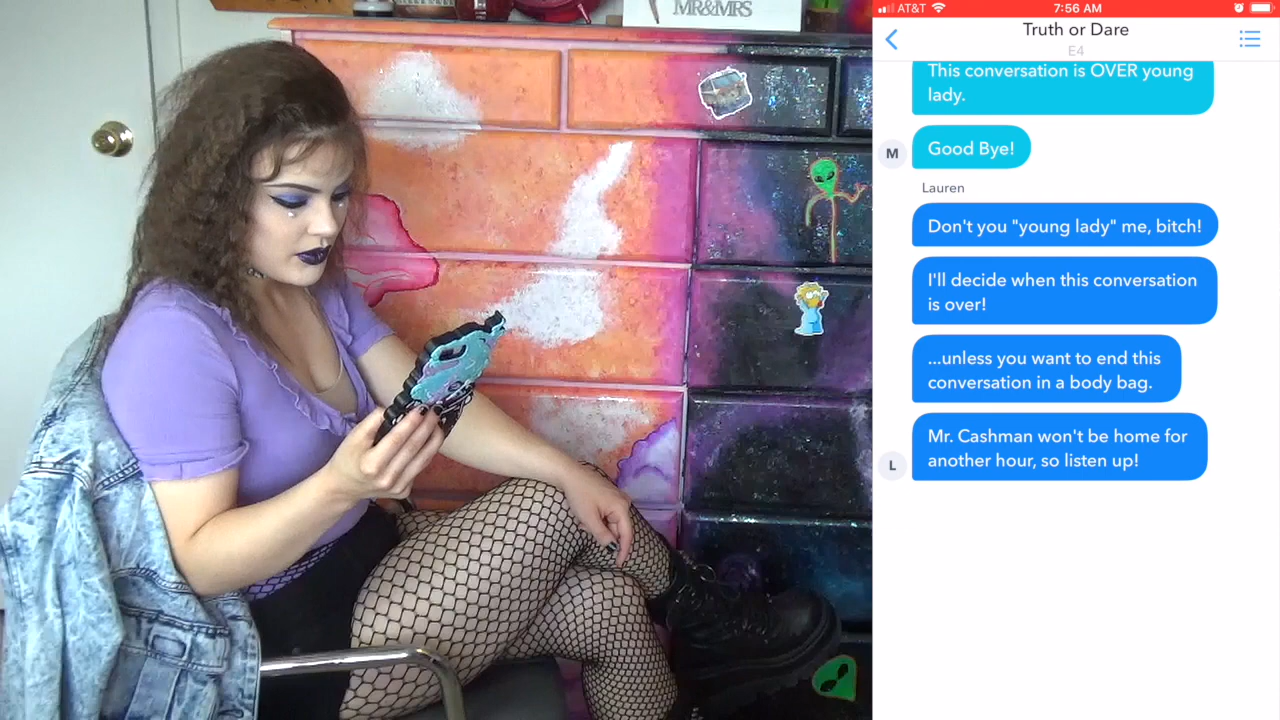 MR&MRS
AT&T 7:56 AM
Truth or Dare
E4
This conversation is OVER young
lady.
M
Good Bye!
Lauren
Don't you "young lady" me, bitch!
I'll decide when this conversation
is over!
...unless you want to end this
conversation in a body bag.
Mr. Cashman won't be home for
another hour, so listen up!
L